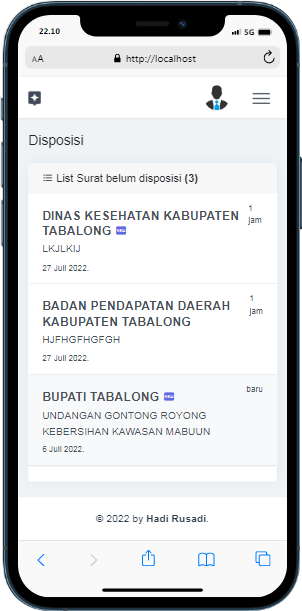 22.10
5G
AA
http://localhost
Disposisi
List Surat belum disposisi (3)
DINAS KESEHATAN KABUPATEN
1
TABALONG
jam
LKJLKIJ
27 Juli 2022.
BADAN PENDAPATAN DAERAH
1
KABUPATEN TABALONG
jam
HJFHGFHGFGH
27 Juli 2022.
BUPATI TABALONG
baru
UNDANGAN GONTONG ROYONG
KEBERSIHAN KAWASAN MABUUN
6 Juli 2022.
© 2022 by Hadi Rusadi.